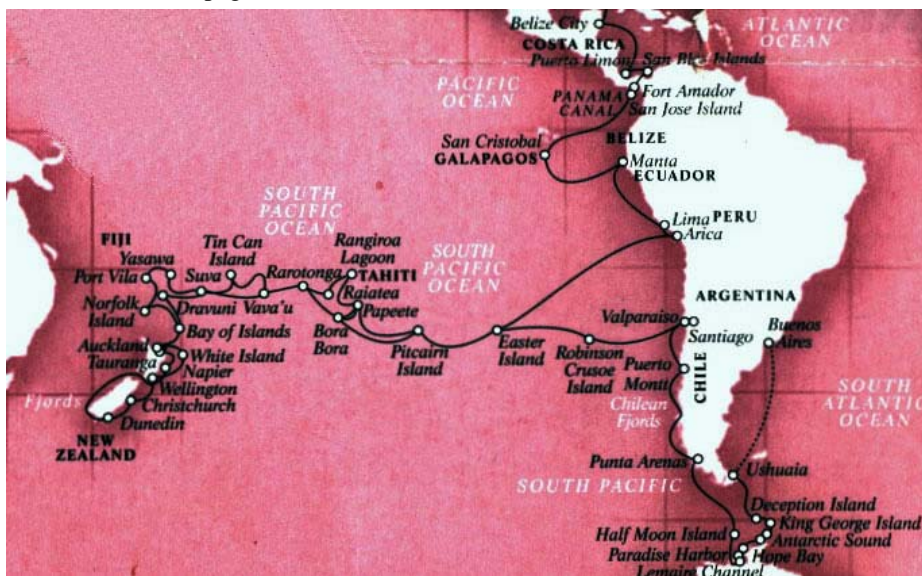 Belize City
ATLANTIC
OCEAN
COSTA RICA
Puerto Limon
San Blas Islands
PACIFIC
OCEAN
PANAMA
CANAL
Fort Amador
San Jose Island
San Cristobal
GALAPAGOS
BELIZE
Manta
ECUADOR
SOUTH
PACIFIC
OCEAN
Lima
PERU
Arica
FIJI
Yasawa
Port Vila
Tin Can
Island
Suva
Rarotonga
Rangiroa
Lagoon
TAHITI
SOUTH
PACIFIC
OCEAN
Raiatea
Papeete
Norfolk
Island
Dravuni
Vava'u
Bay of Islands
Bora
Bora
Pitcairn
Island
Easter
Island
Robinson
Crusoe
Island
Valparaiso
Santiago
ARGENTINA
Buenos
Aires
Auckland
Tauranga
White Island
Napier
Wellington
Christchurch
Dunedin
Fjords
NEW
ZEALAND
Puerto
Montt
CHILE
Chilean
Fjords
SOUTH
ATLANTIC
OCEAN
Punta Arenas
Ushuaia
SOUTH PACIFIC
Deception Island
King George Island
Half Moon Island
Antarctic Sound
Paradise Harbor
Hope Bay
Lemaire Channel